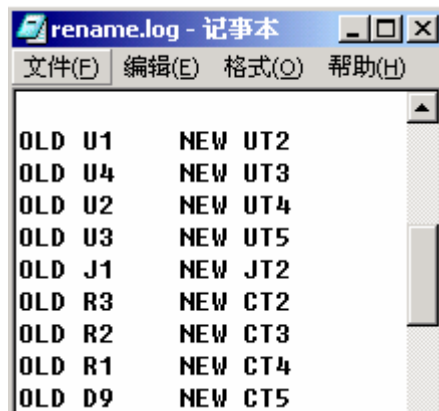 rename.log - 记事本
文件(F) 编辑(E) 格式(O) 帮助(H)
OLD U1 NEW UT2
OLD U4 NEW UT3
OLD U2 NEW UT4
OLD U3 NEW UT5
OLD J1 NEW JT2
OLD R3 NEW CT2
OLD R2 NEW CT3
OLD R1 NEW CT4
OLD D9 NEW CT5